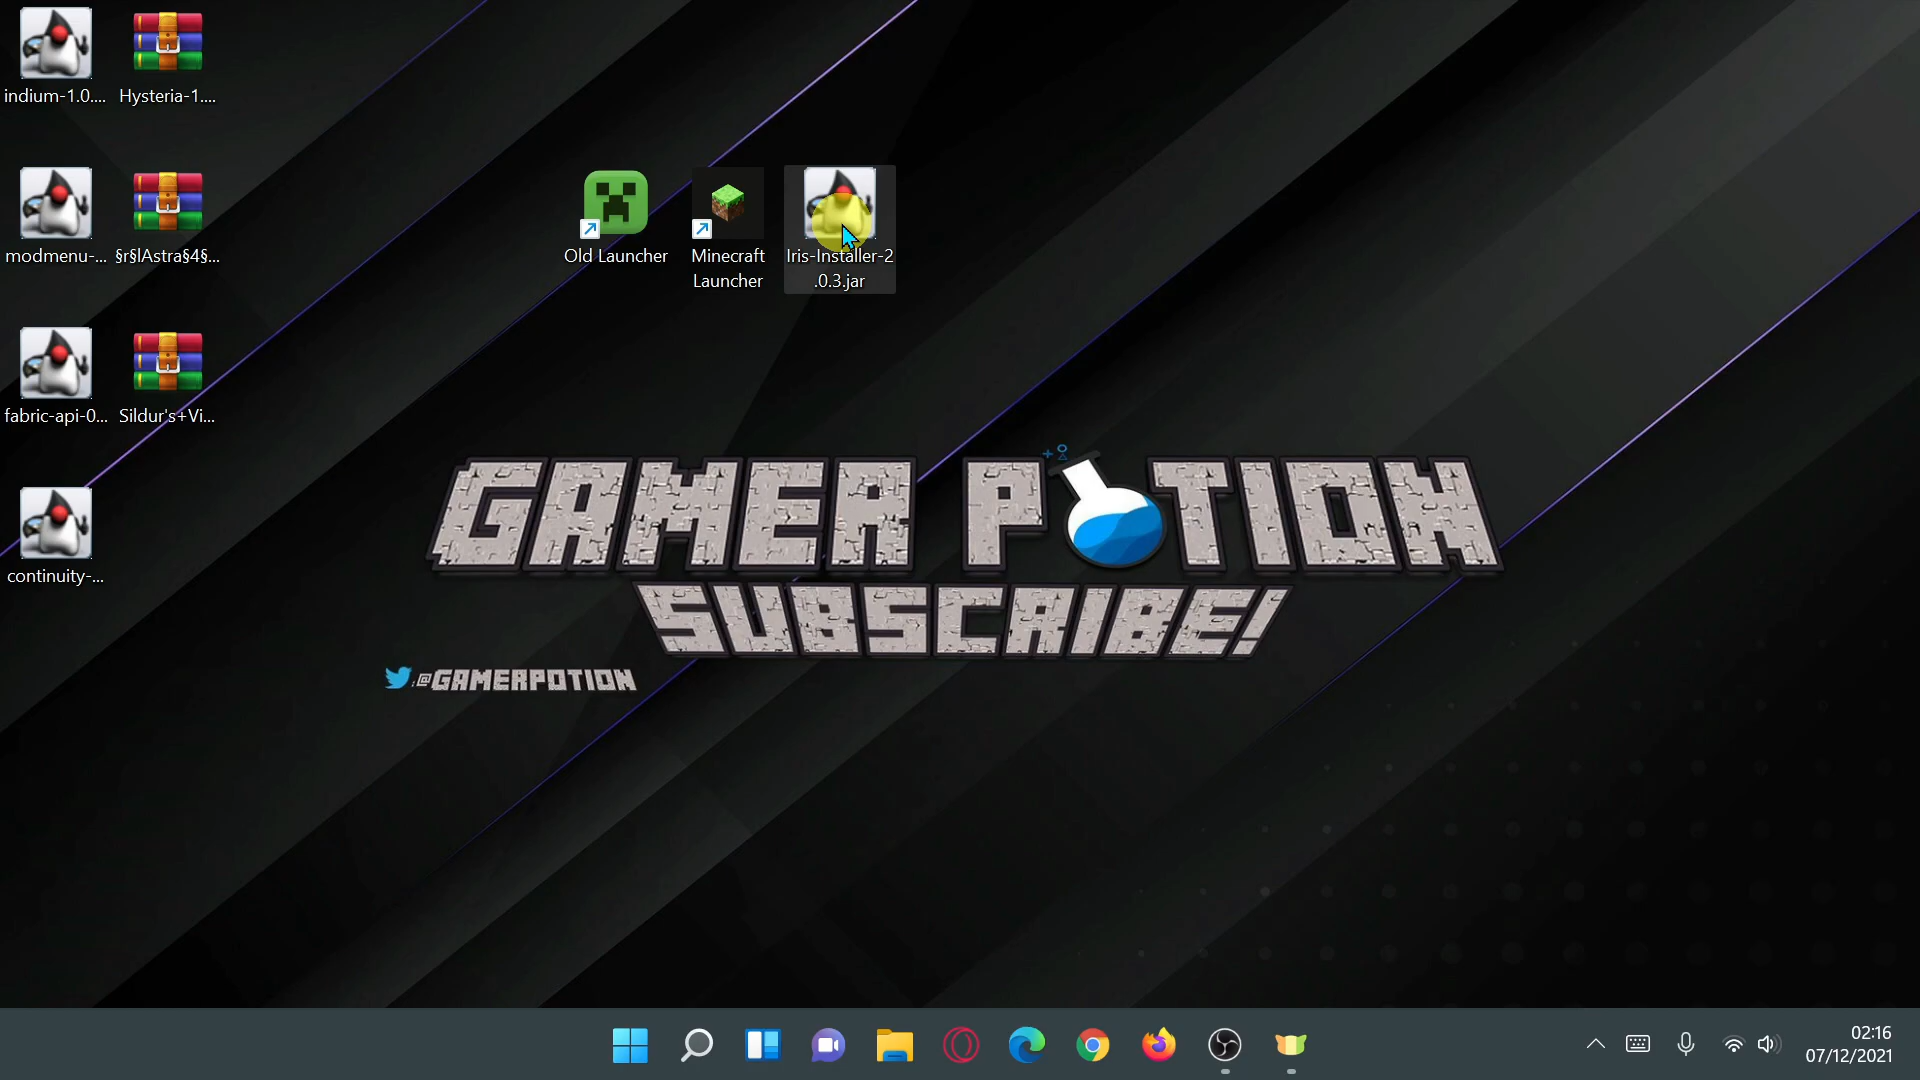 indium-1.0....
Hysteria-1....
modmenu-...
§r§lAstra§4§...
Old Launcher
Minecraft
Launcher
Iris-Installer-2
.0.3.jar
fabric-api-0...
Sildur's+Vi...
continuity-...
GAMER POTION
SUBSCRIBE!
:@GAMERPOTION
02:16
07/12/2021